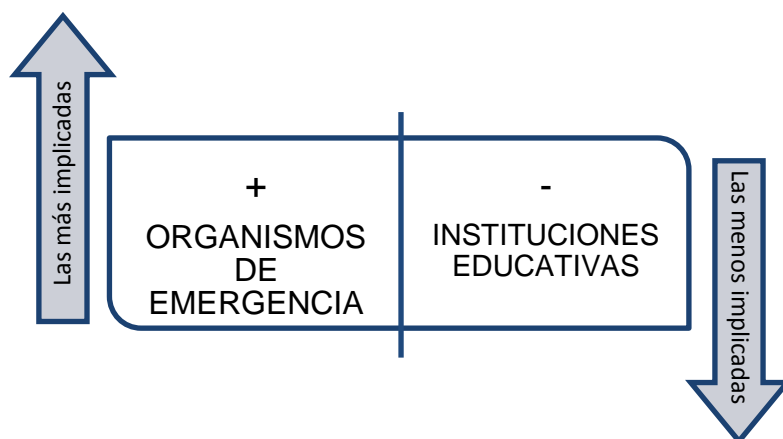 Las más implicadas
+
ORGANISMOS
DE
EMERGENCIA
-
INSTITUCIONES
EDUCATIVAS
Las menos implicadas